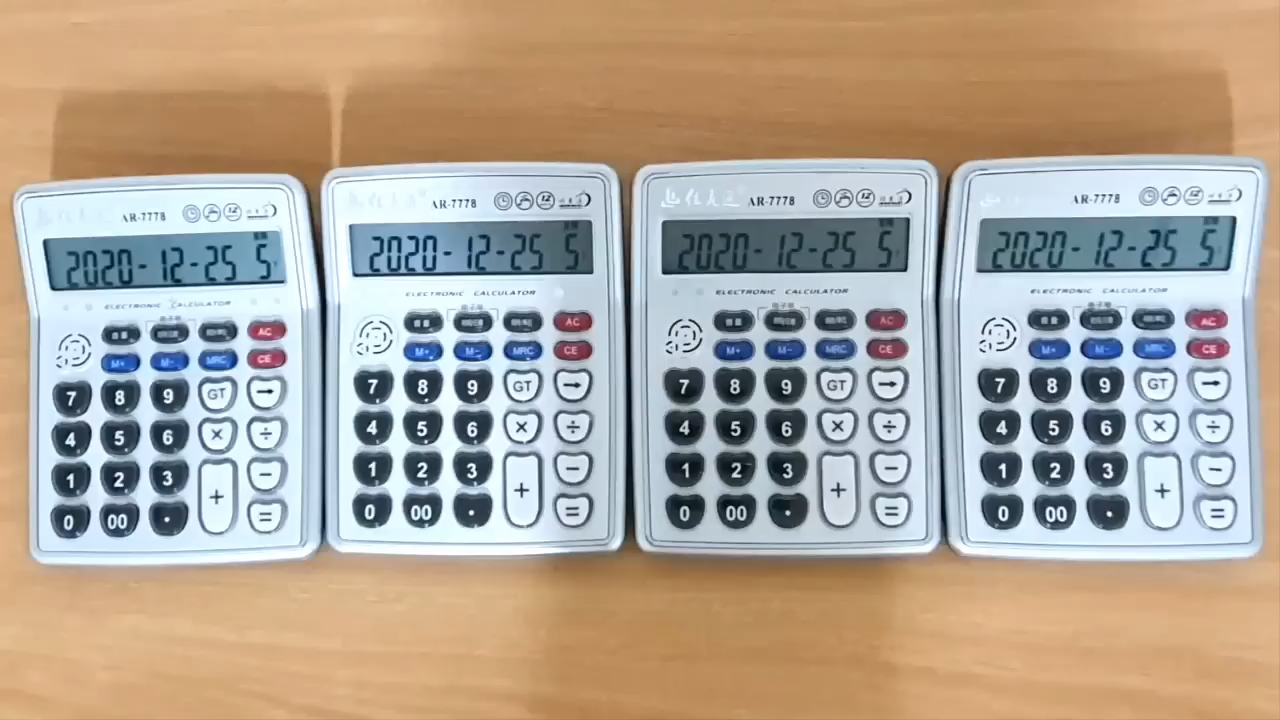 AR-7778 12
2020-12-25 5
ELECTRONIC CALCULATOR
AC
M+ M- MRC CE
7 8 9 GT →
4 5 6 × ÷
1 2 3 + −
0 00 . =
AR-7778 12
2020-12-25 5
ELECTRONIC CALCULATOR
AC
M+ M- MRC CE
7 8 9 GT →
4 5 6 × ÷
1 2 3 + −
0 00 . =
AR-7778 12
2020-12-25 5
ELECTRONIC CALCULATOR
AC
M+ M- MRC CE
7 8 9 GT →
4 5 6 × ÷
1 2 3 + −
0 00 . =
AR-7778 12
2020-12-25 5
ELECTRONIC CALCULATOR
AC
M+ M- MRC CE
7 8 9 GT →
4 5 6 × ÷
1 2 3 + −
0 00 . =